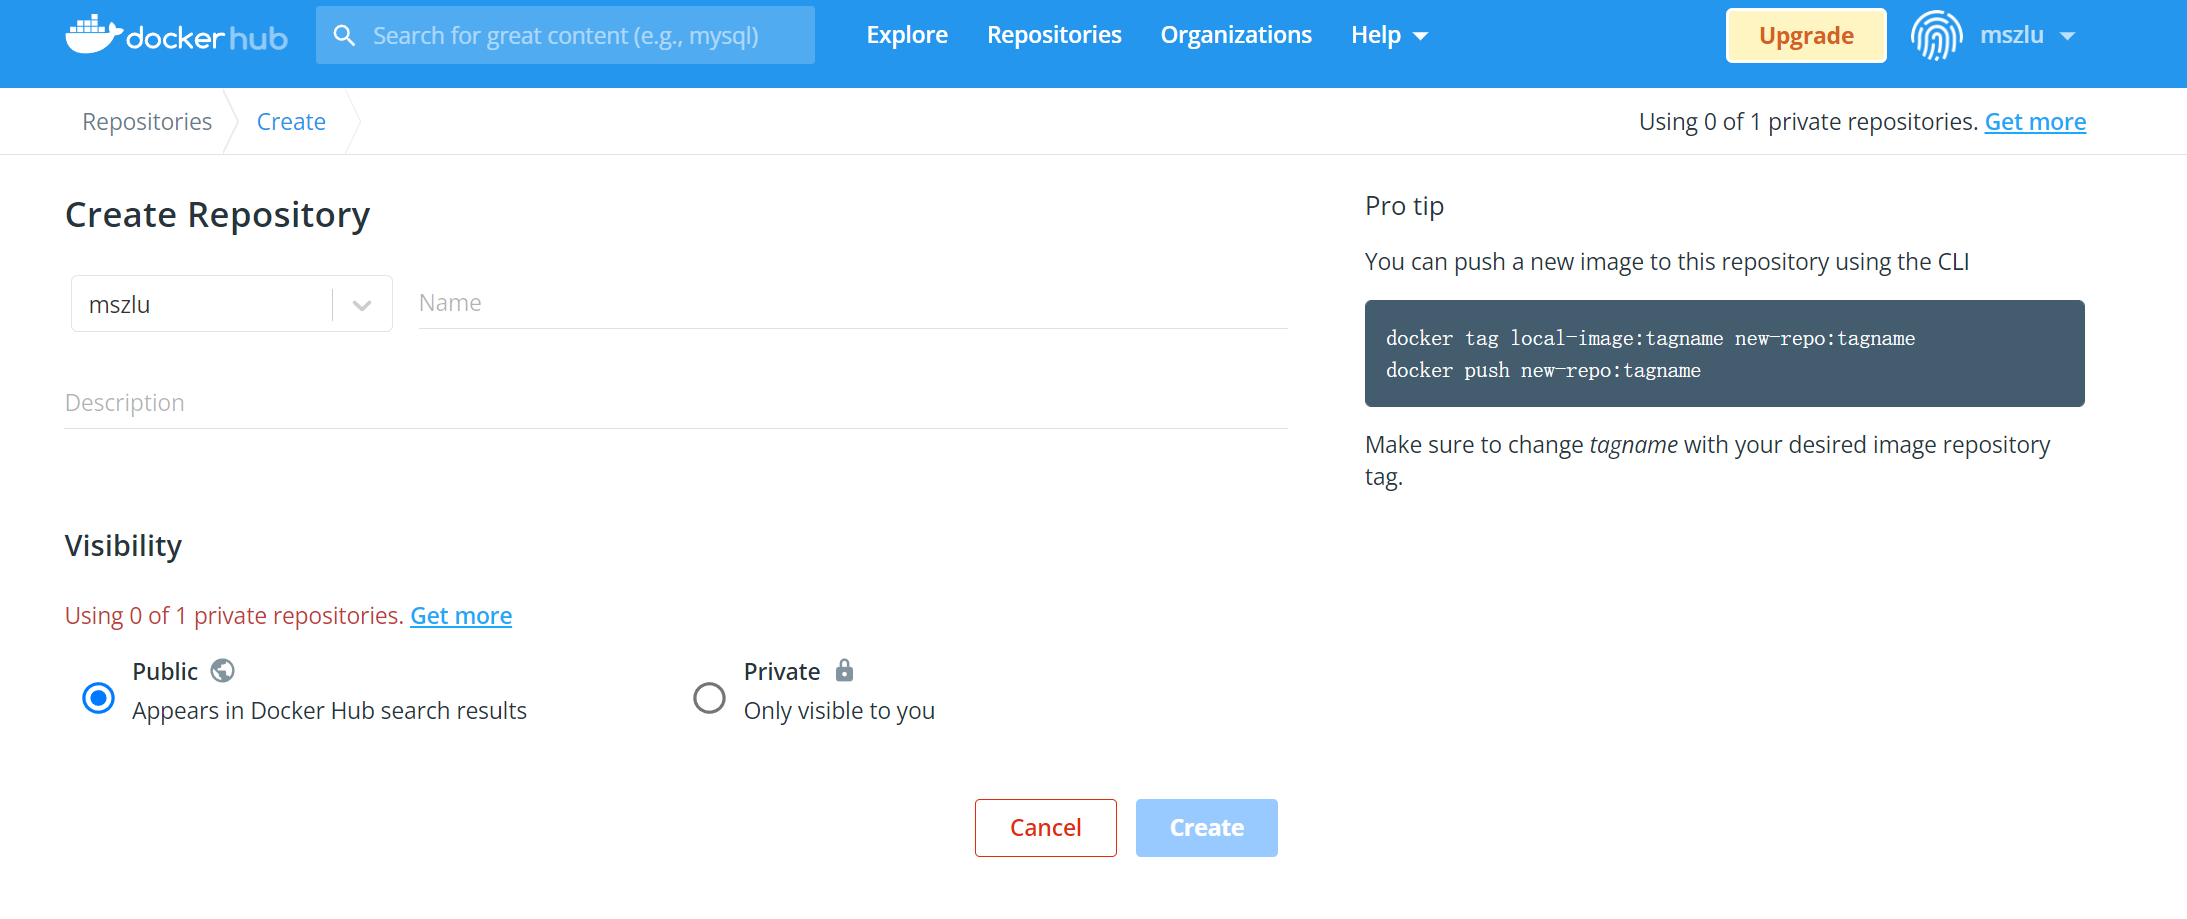 docker hub
Search for great content (e.g., mysql)
Explore
Repositories
Organizations
Help
Upgrade
mszlu
Repositories
Create
Using 0 of 1 private repositories. Get more
Create Repository
mszlu
Name
Description
Visibility
Using 0 of 1 private repositories. Get more
Public
Appears in Docker Hub search results
Private
Only visible to you
Cancel
Create
Pro tip
You can push a new image to this repository using the CLI
docker tag local-image:tagname new-repo:tagname
docker push new-repo:tagname
Make sure to change tagname with your desired image repository
tag.